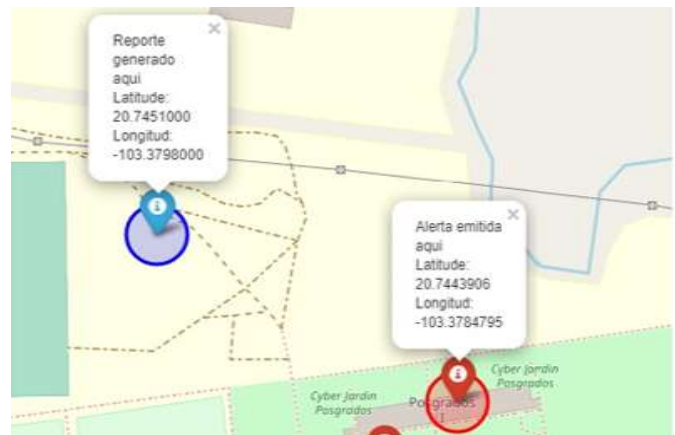 Reporte
generado
aqui
Latitude:
20.7451000
Longitud:
-103.3798000
Alerta emitida
aqui
Latitude:
20.7443906
Longitud:
-103.3784795
Cyber Jardin
Posgrados
Cyber Jardin
Posgrados
Posgrados
I